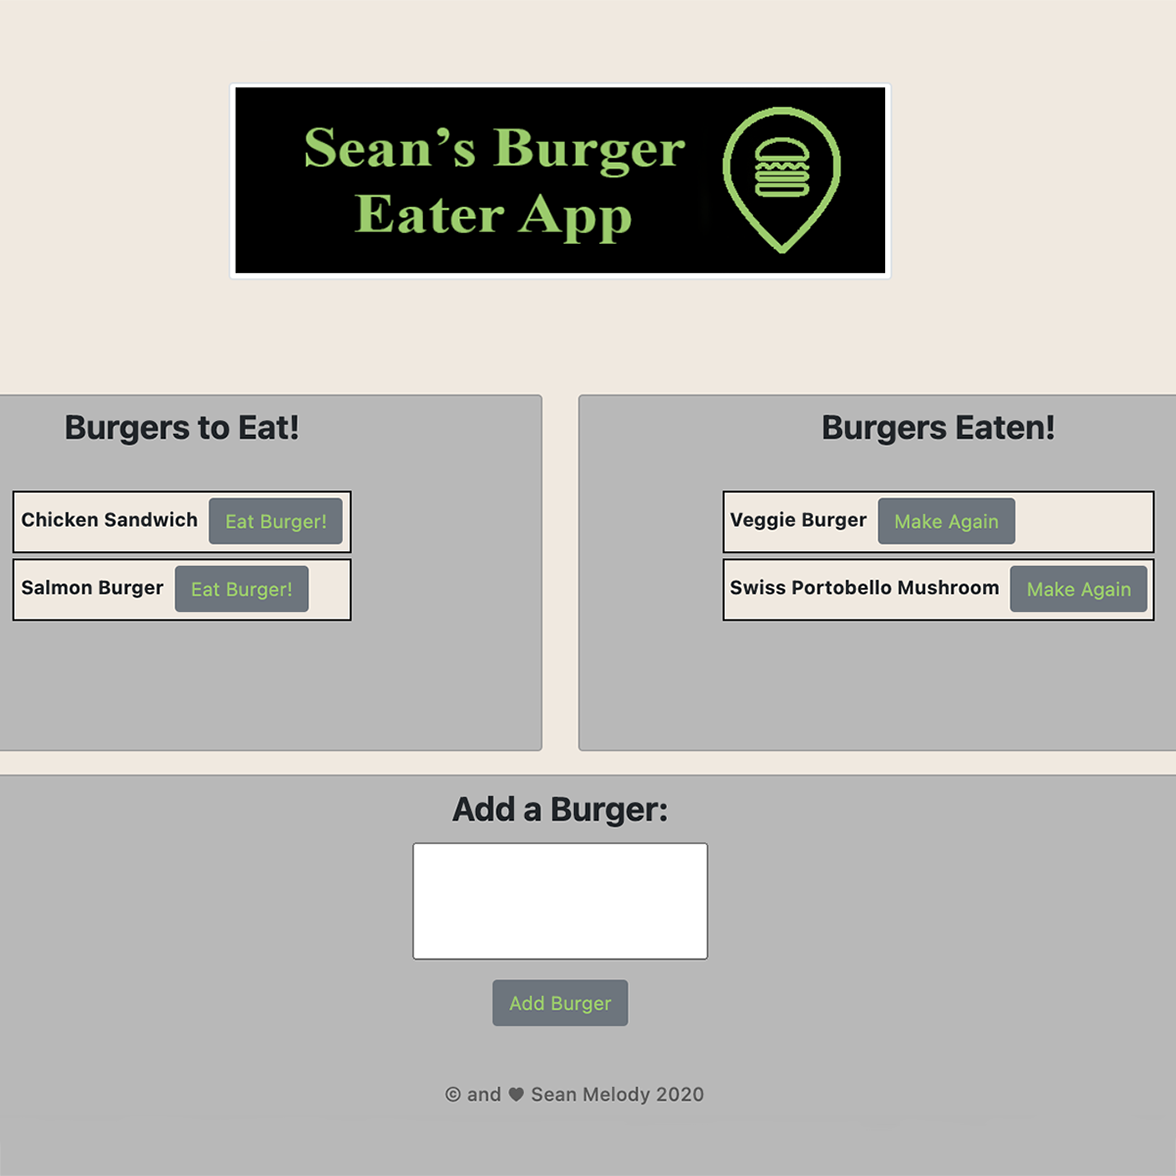 Sean’s Burger
Eater App
Burgers to Eat!
Chicken Sandwich Eat Burger!
Salmon Burger Eat Burger!
Burgers Eaten!
Veggie Burger Make Again
Swiss Portobello Mushroom Make Again
Add a Burger:
Add Burger
© and ♥ Sean Melody 2020